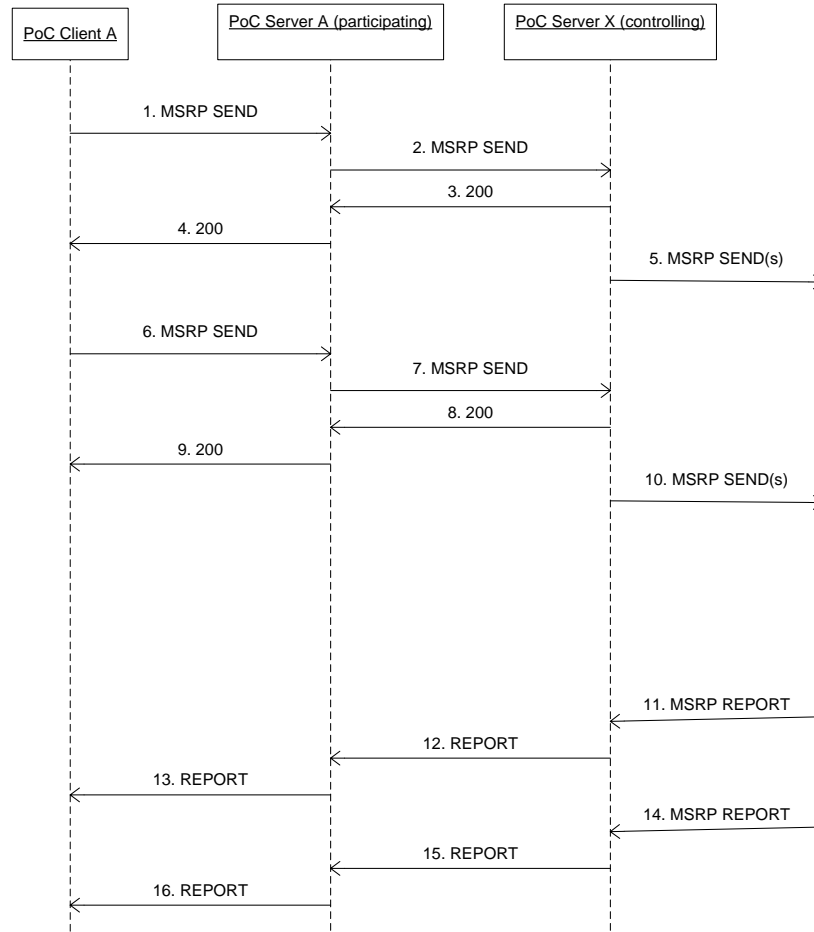 PoC Client A
PoC Server A (participating)
PoC Server X (controlling)
1. MSRP SEND
2. MSRP SEND
3. 200
4. 200
5. MSRP SEND(s)
6. MSRP SEND
7. MSRP SEND
8. 200
9. 200
10. MSRP SEND(s)
11. MSRP REPORT
12. REPORT
13. REPORT
14. MSRP REPORT
15. REPORT
16. REPORT